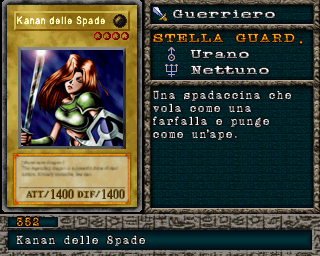 Kanan delle Spade
ATT/1400 DIF/1400
Guerriero
STELLA GUARD.
Urano
Nettuno
Una spadaccina che
vola come una
farfalla e punge
come un'ape.
352
Kanan delle Spade